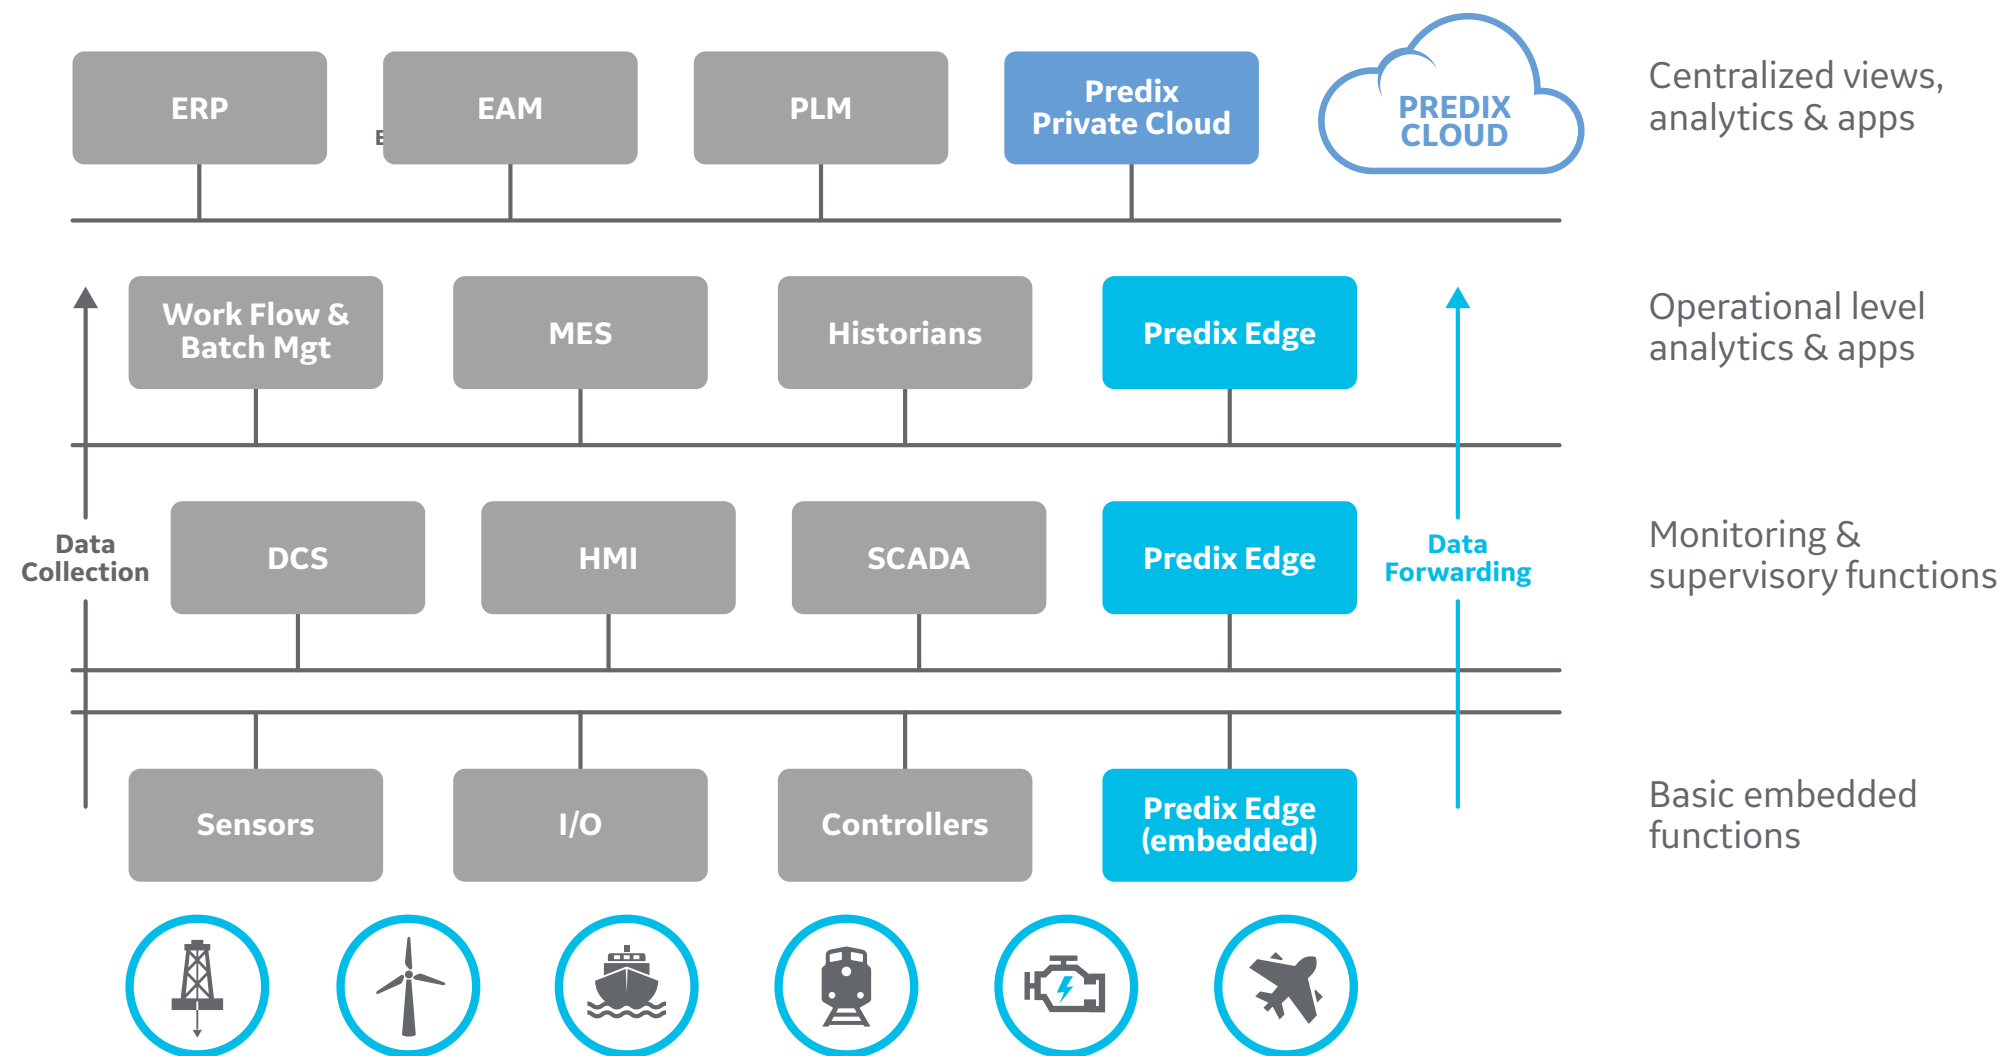 ERP
EAM
PLM
Predix
Private Cloud
PREDIX
CLOUD
Centralized views,
analytics & apps
Work Flow &
Batch Mgt
MES
Historians
Predix Edge
Operational level
analytics & apps
Data
Collection
DCS
HMI
SCADA
Predix Edge
Data
Forwarding
Monitoring &
supervisory functions
Sensors
I/O
Controllers
Predix Edge
(embedded)
Basic embedded
functions